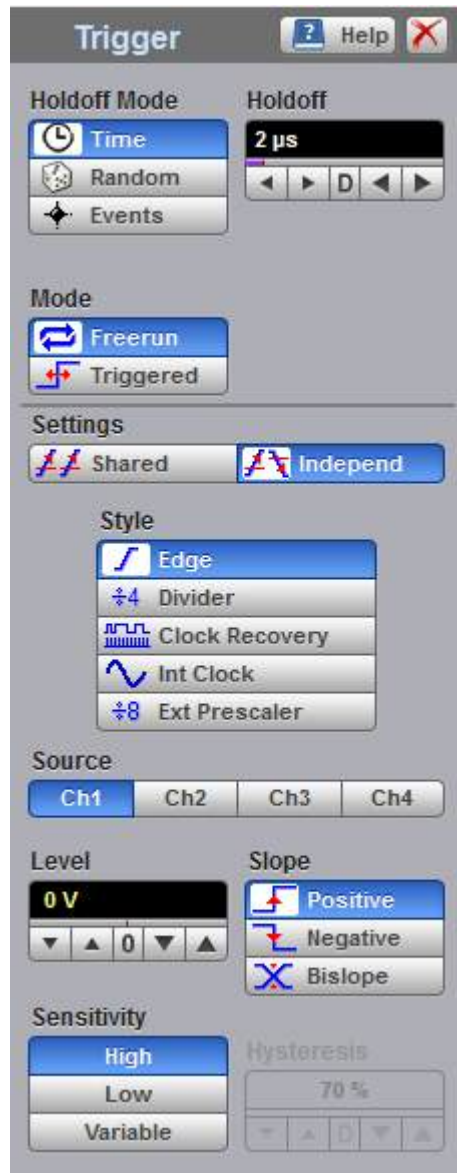 Trigger
? Help
Holdoff Mode Holdoff
Time 2 µs
Random D
Events
Mode
Freerun
Triggered
Settings
Shared Independ
Style
Edge
÷4 Divider
Clock Recovery
Int Clock
÷8 Ext Prescaler
Source
Ch1 Ch2 Ch3 Ch4
Level Slope
0 V Positive
0 Negative
Bislope
Sensitivity
High Hysteresis
Low 70 %
Variable D